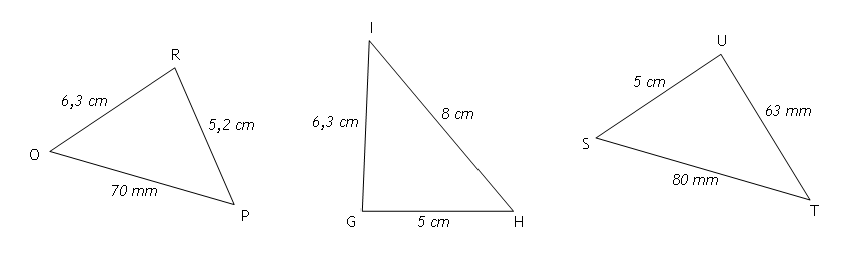 R
6,3 cm
5,2 cm
O
70 mm
P
I
6,3 cm
8 cm
G
5 cm
H
U
5 cm
63 mm
S
80 mm
T